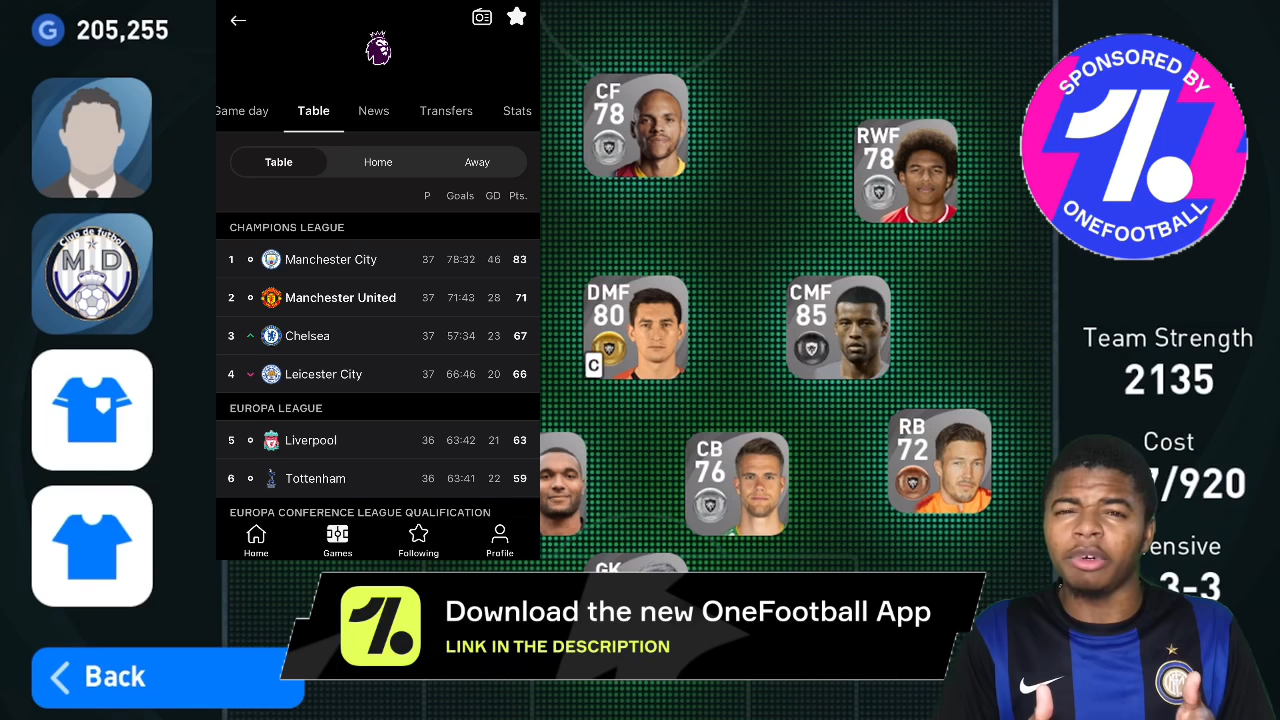 G 205,255
Game day Table News Transfers Stats
Table Home Away
P Goals GD Pts.
CHAMPIONS LEAGUE
1 Manchester City 37 78:32 46 83
2 Manchester United 37 71:43 28 71
3 Chelsea 37 57:34 23 67
4 Leicester City 37 66:46 20 66
EUROPA LEAGUE
5 Liverpool 36 63:42 21 63
6 Tottenham 36 63:41 22 59
EUROPA CONFERENCE LEAGUE QUALIFICATION
Home Games Following Profile
Club de futbol
M D
Back
CF
78
RWF
78
DMF
80
C
CMF
85
CB
76
RB
72
GK
SPONSORED BY
1.
ONEFOOTBALL
Team Strength
2135
Cost
/920
ensive
3-3
1.
Download the new OneFootball App
LINK IN THE DESCRIPTION